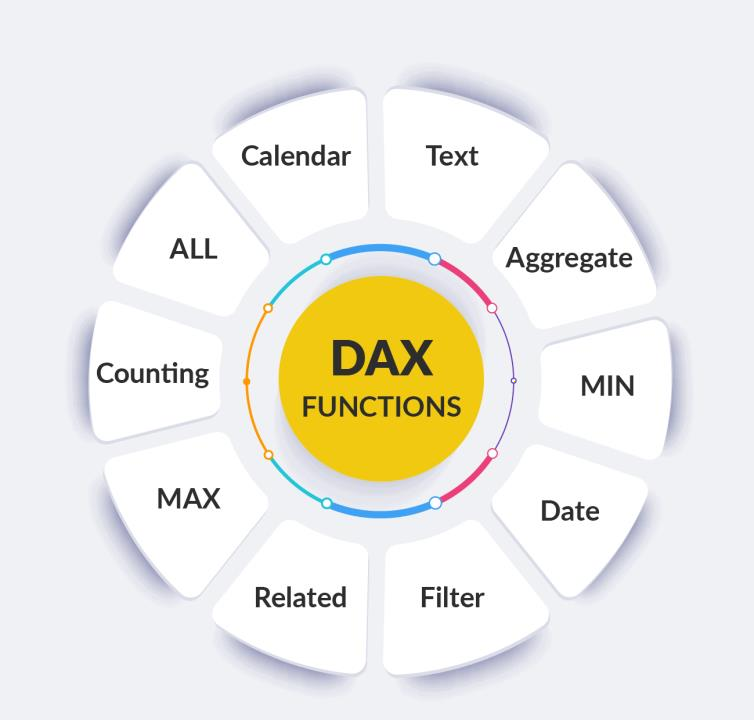 Calendar
Text
ALL
Aggregate
DAX
FUNCTIONS
Counting
MIN
MAX
Date
Related
Filter